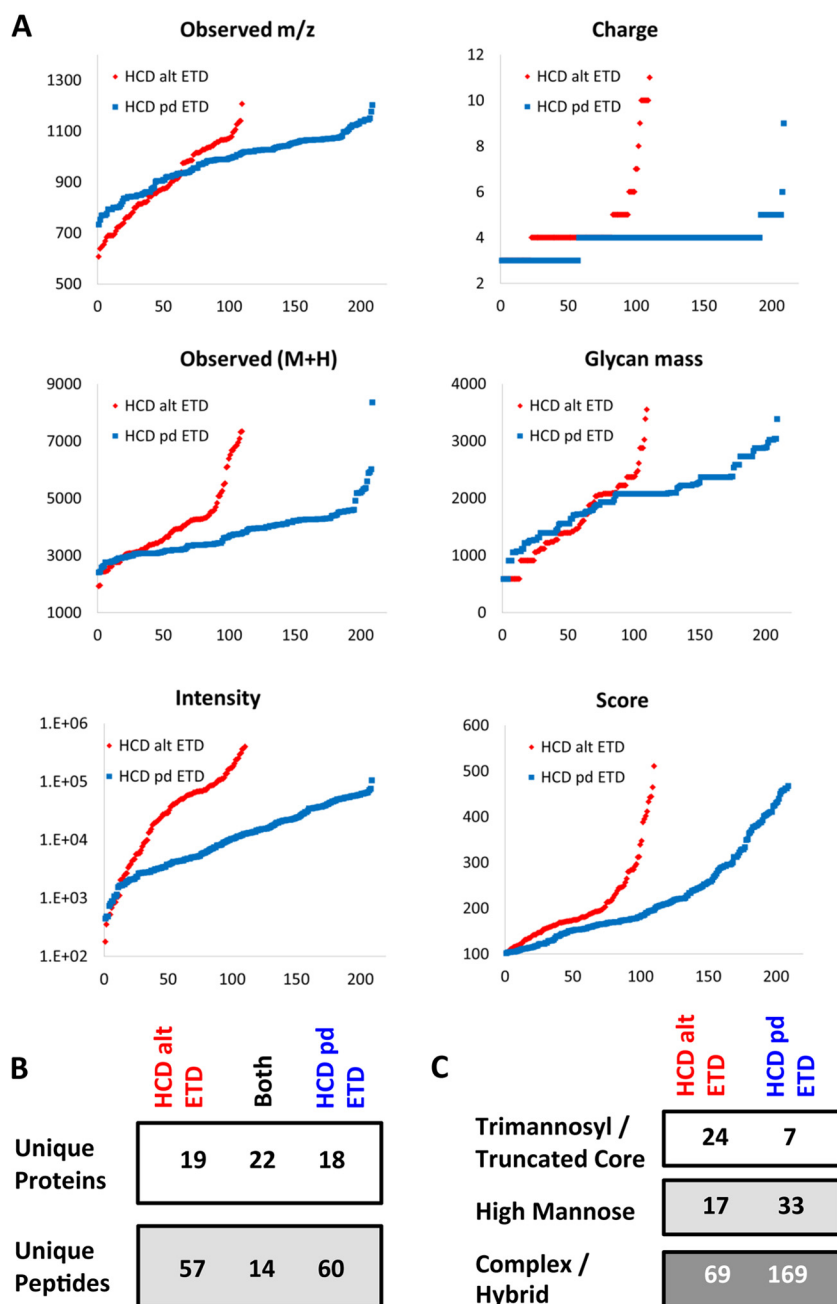 A
Observed m/z
1300
1100
900
700
500
0 50 100 150 200
HCD alt ETD
HCD pd ETD
Charge
12
10
8
6
4
2
0 50 100 150 200
HCD alt ETD
HCD pd ETD
Observed (M+H)
9000
7000
5000
3000
1000
0 50 100 150 200
HCD alt ETD
HCD pd ETD
Glycan mass
4000
3000
2000
1000
0
0 50 100 150 200
HCD alt ETD
HCD pd ETD
Intensity
1.E+06
1.E+05
1.E+04
1.E+03
1.E+02
0 50 100 150 200
HCD alt ETD
HCD pd ETD
Score
600
500
400
300
200
100
0 50 100 150 200
HCD alt ETD
HCD pd ETD
B
HCD alt
ETD
Both
HCD pd
ETD
Unique
Proteins
19 22 18
Unique
Peptides
57 14 60
C
HCD alt
ETD
HCD pd
ETD
Trimannosyl /
Truncated Core
24 7
High Mannose
17 33
Complex /
Hybrid
69 169